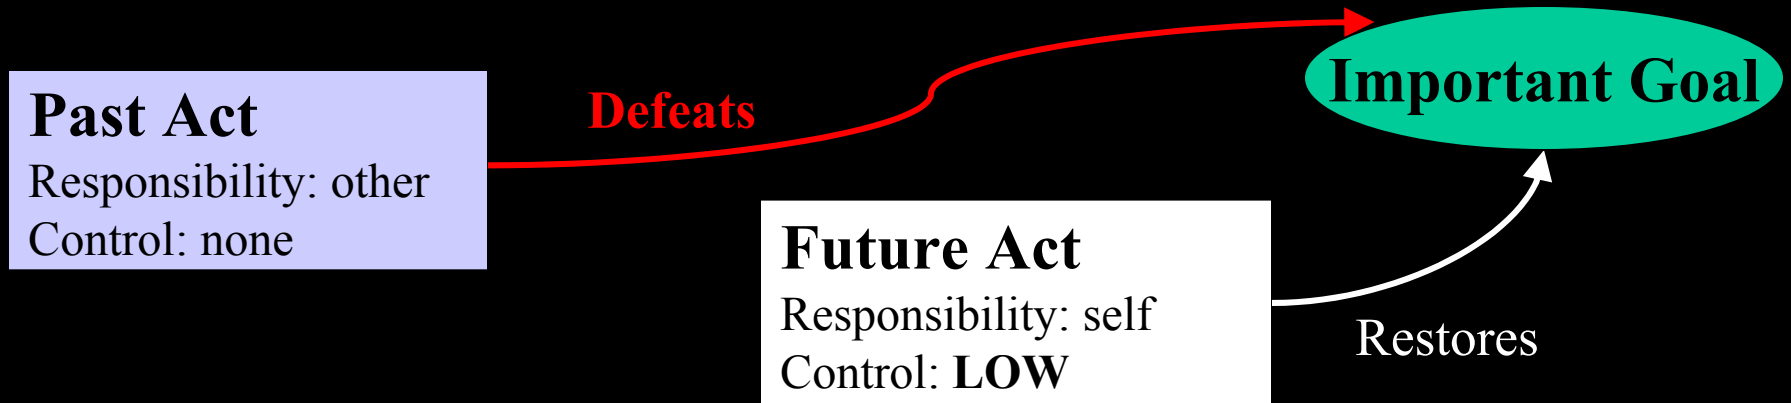 Past Act
Responsibility: other
Control: none
Defeats
Important Goal
Future Act
Responsibility: self
Control: LOW
Restores